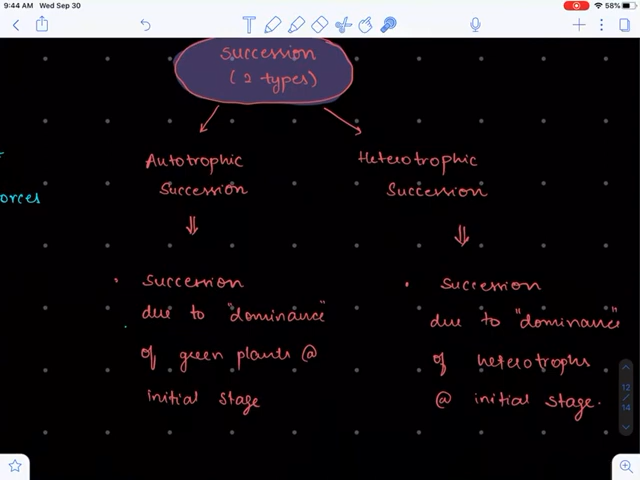 9:44 AM Wed Sep 30
58%
T
Succession
(2 types)
Autotrophic
Succession
Heterotrophic
Succession
orces
• Succession
due to "dominance"
of green plants @
initial stage
• Succession
due to "dominance"
of heterotrophs
@ initial stage.
12
14